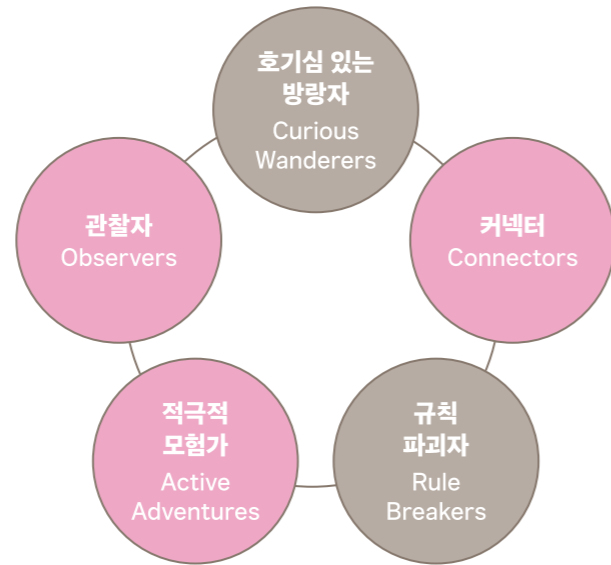 호기심 있는
방랑자
Curious
Wanderers
관찰자
Observers
커넥터
Connectors
적극적
모험가
Active
Adventures
규칙
파괴자
Rule
Breakers